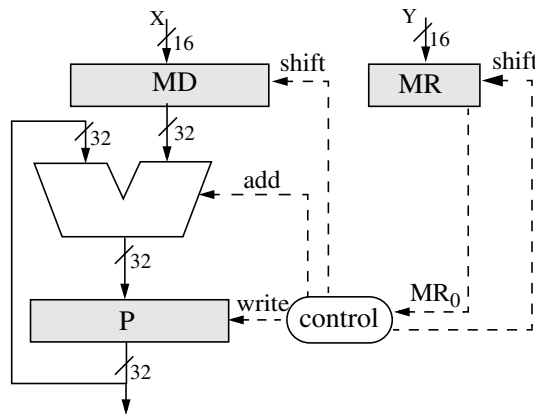 X
Y
16
16
shift
shift
MD
MR
32
32
add
32
MR0
write
P
control
32